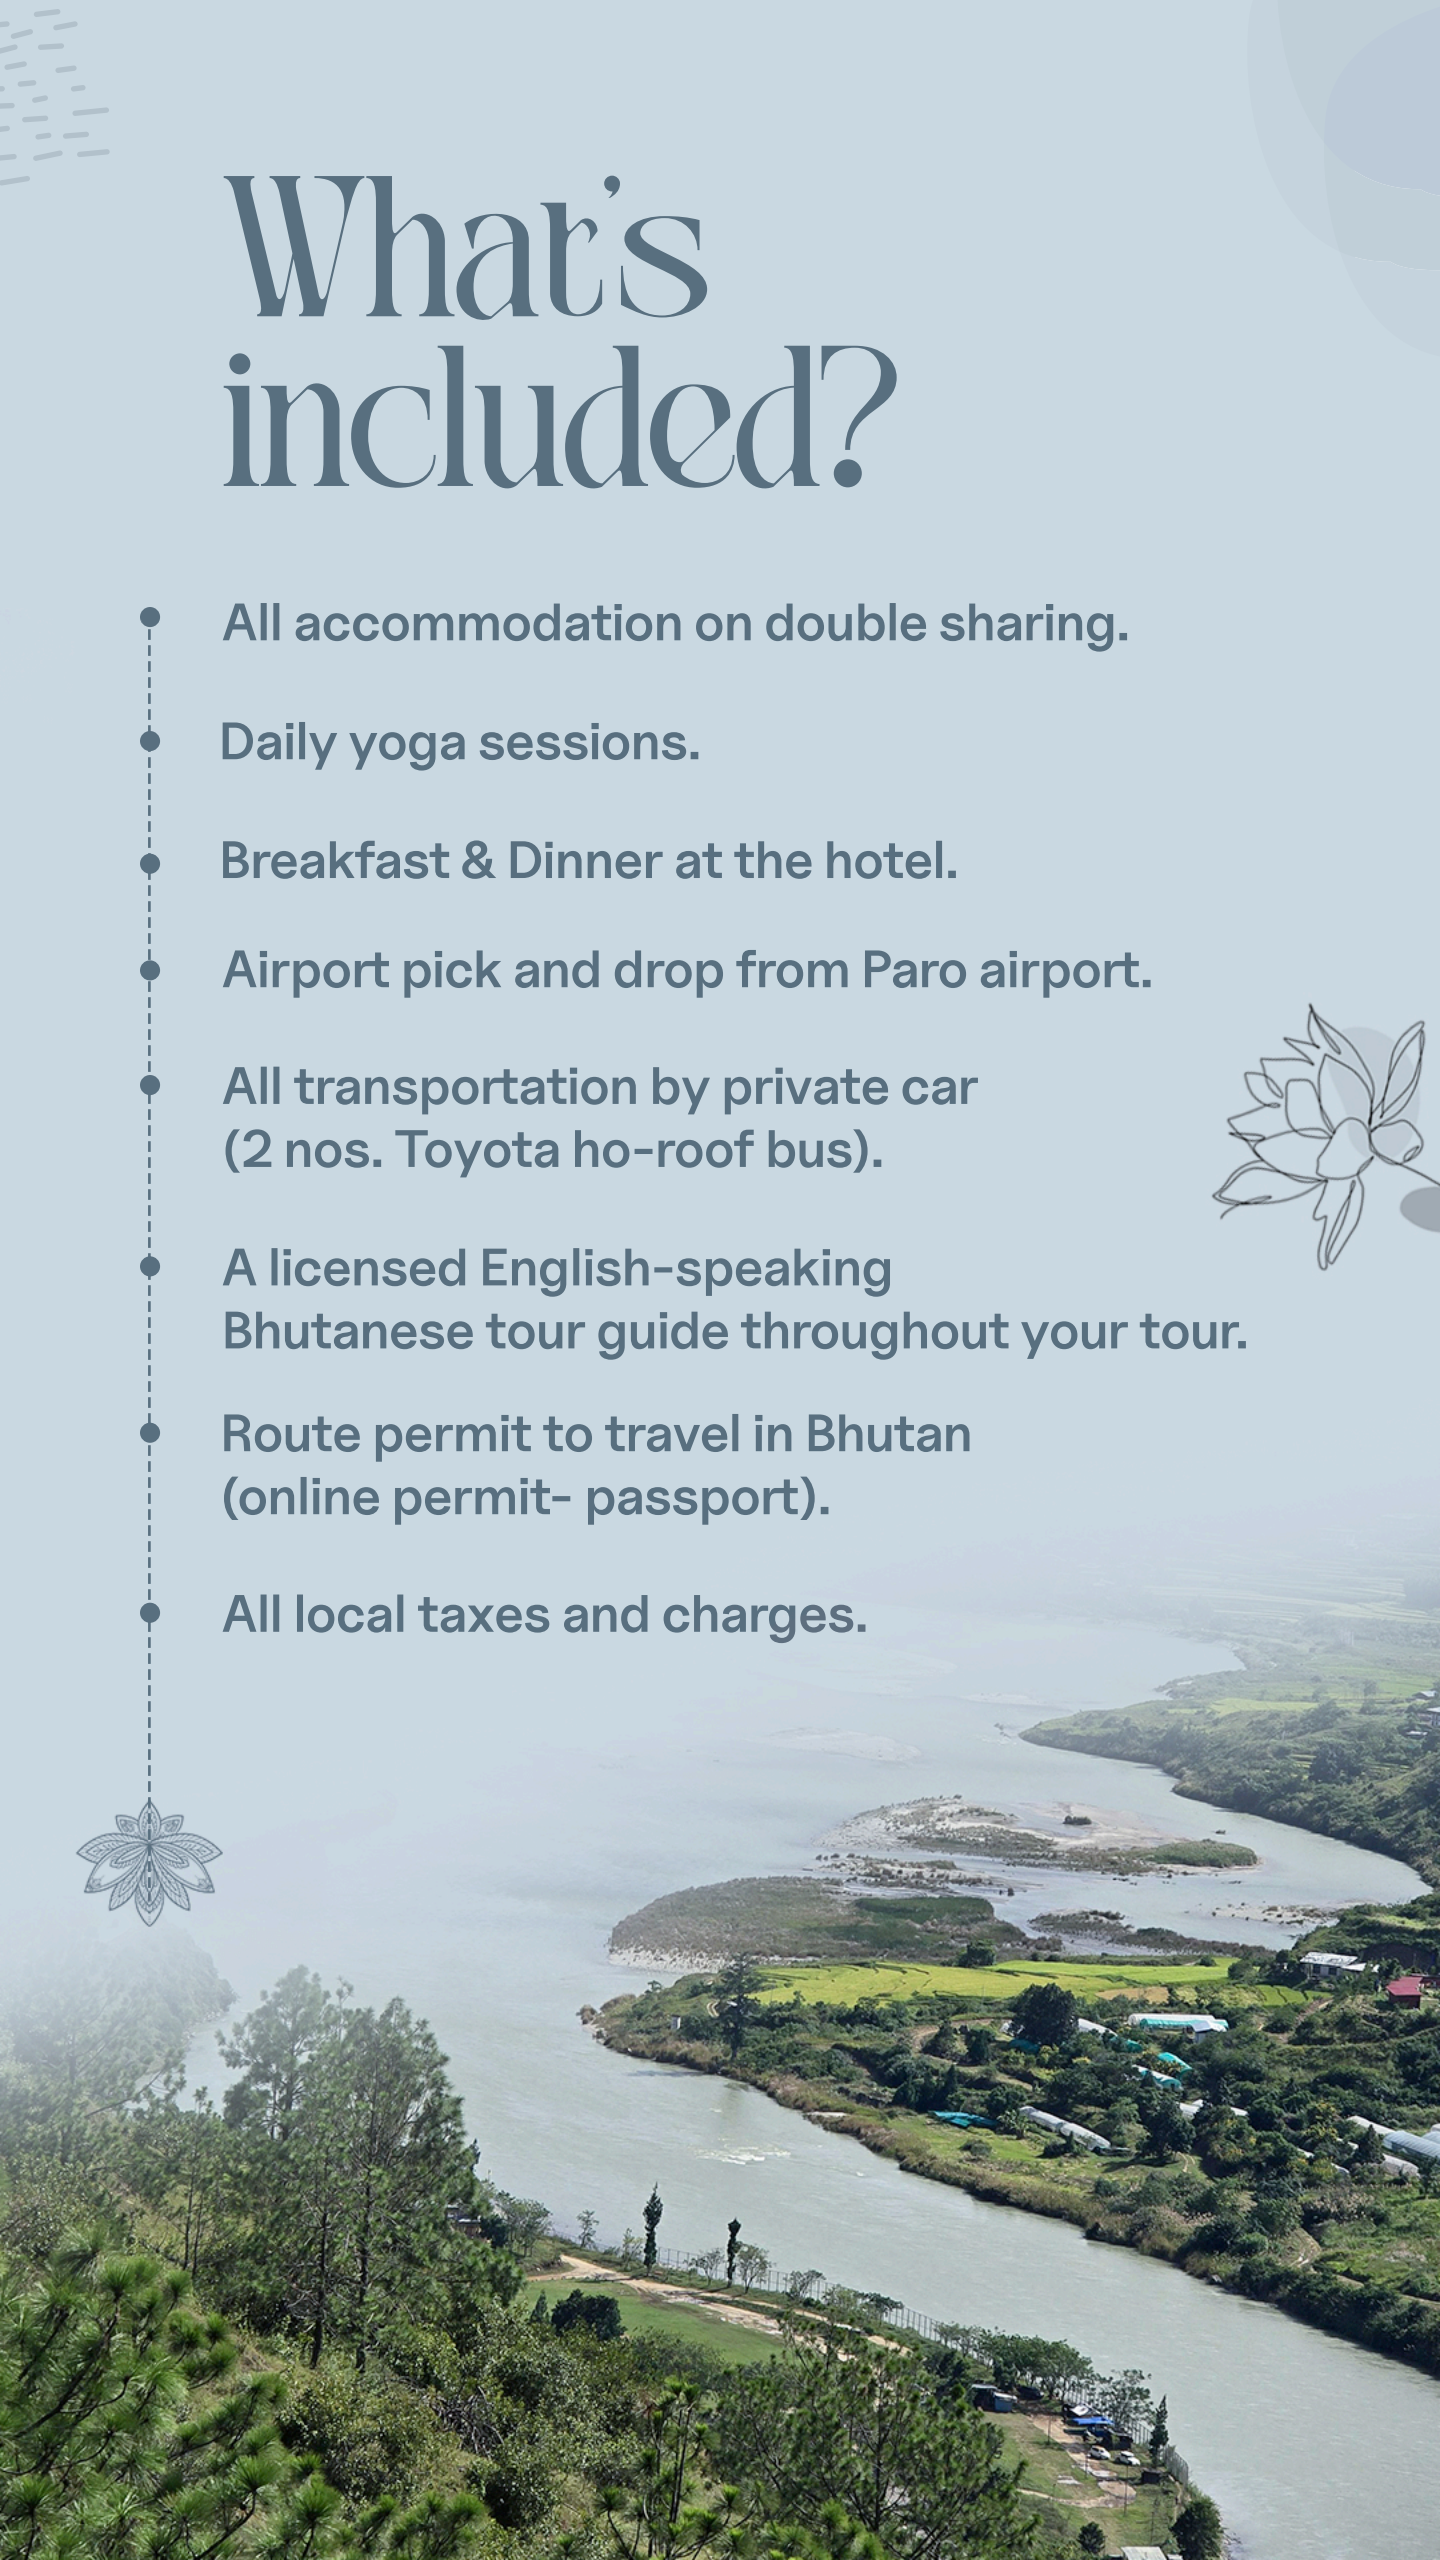 What's
included?
All accommodation on double sharing.
Daily yoga sessions.
Breakfast & Dinner at the hotel.
Airport pick and drop from Paro airport.
All transportation by private car
(2 nos. Toyota ho-roof bus).
A licensed English-speaking
Bhutanese tour guide throughout your tour.
Route permit to travel in Bhutan
(online permit- passport).
All local taxes and charges.